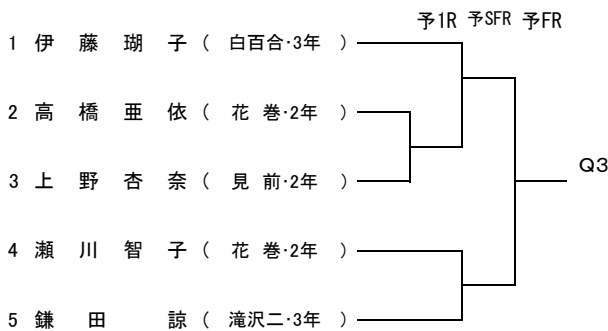 予1R 予SFR 予FR
1 伊 藤 瑚 子 ( 白百合・3年 )
2 高 橋 亜 依 ( 花 巻・2年 )
3 上 野 杏 奈 ( 見 前・2年 )
Q3
4 瀬 川 智 子 ( 花 巻・2年 )
5 鎌 田 諒 ( 滝沢二・3年 )